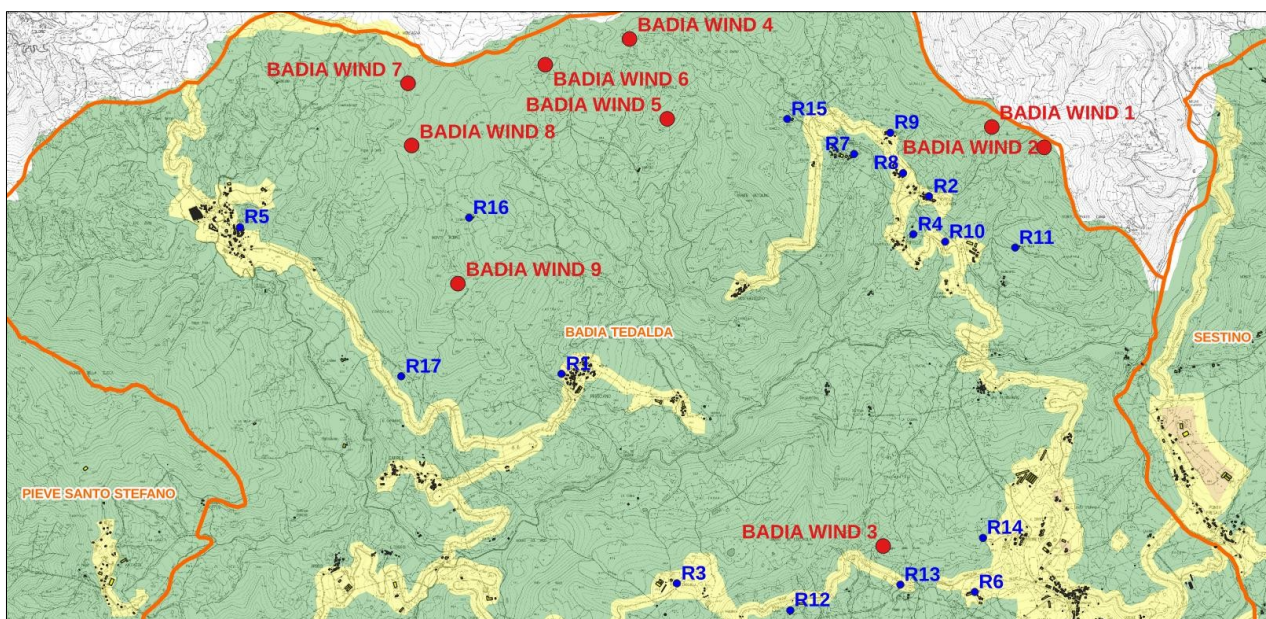 BADIA WIND 4
BADIA WIND 7
BADIA WIND 6
BADIA WIND 5
R15
R9
BADIA WIND 1
BADIA WIND 8
R7
R8
BADIA WIND 2
R2
R5
R16
R4
R10
R11
BADIA WIND 9
BADIA TEDALDA
SESTINO
R17
R1
PIEVE SANTO STEFANO
BADIA WIND 3
R14
R3
R13
R6
R12